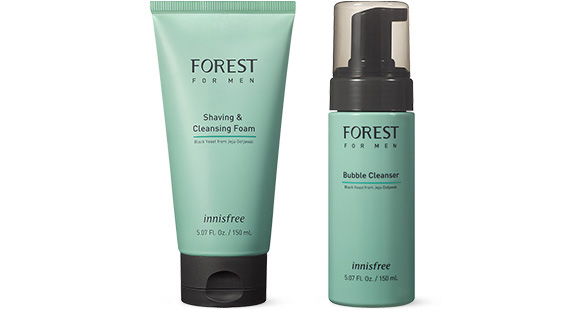 FOREST
FOR MEN
Shaving &
Cleansing Foam
Black Yeast from Jeju Gotjawal
innisfree
5.07 Fl. Oz. / 150 mL
FOREST
FOR MEN
Bubble Cleanser
Black Yeast from Jeju Gotjawal
innisfree
5.07 Fl. Oz. / 150 mL